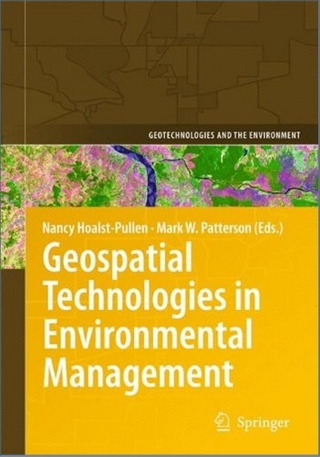 GEOTECHNOLOGIES AND THE ENVIRONMENT
Nancy Hoalst-Pullen · Mark W. Patterson (Eds.)
Geospatial
Technologies in
Environmental
Management
Springer